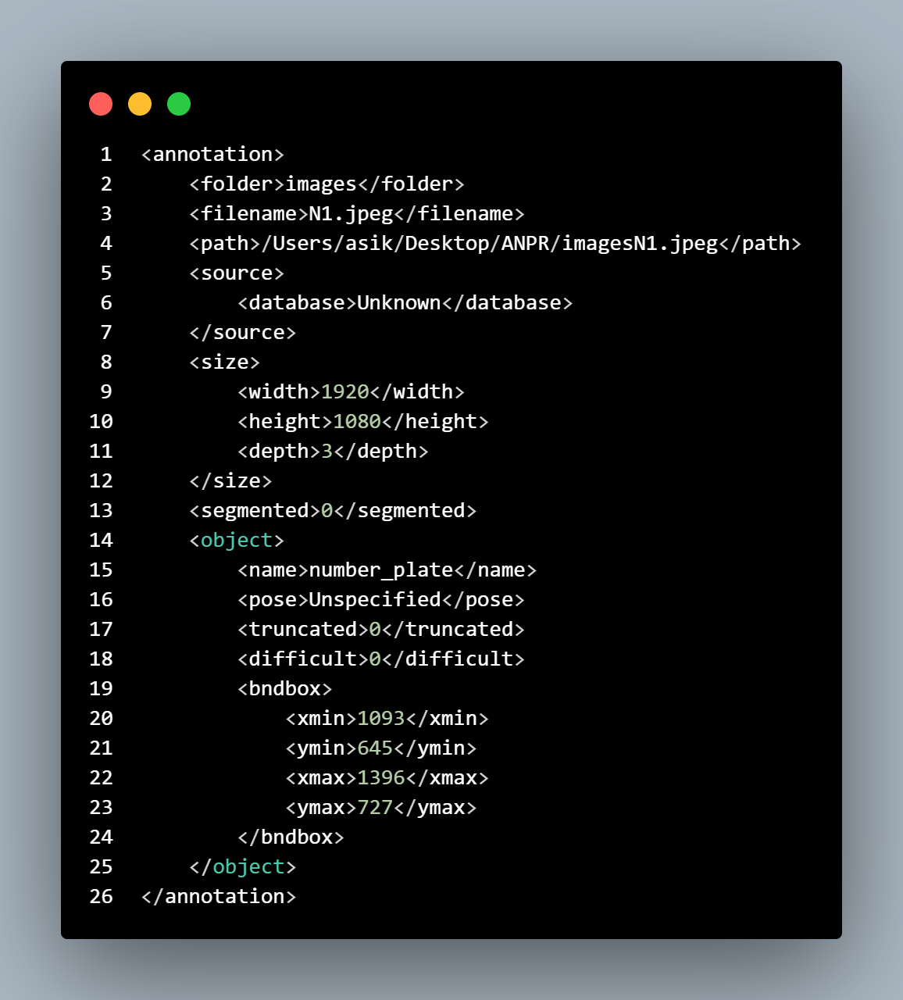 1 <annotation>
2     <folder>images</folder>
3     <filename>N1.jpeg</filename>
4     <path>/Users/asik/Desktop/ANPR/imagesN1.jpeg</path>
5     <source>
6         <database>Unknown</database>
7     </source>
8     <size>
9         <width>1920</width>
10         <height>1080</height>
11         <depth>3</depth>
12     </size>
13     <segmented>0</segmented>
14     <object>
15         <name>number_plate</name>
16         <pose>Unspecified</pose>
17         <truncated>0</truncated>
18         <difficult>0</difficult>
19         <bndbox>
20             <xmin>1093</xmin>
21             <ymin>645</ymin>
22             <xmax>1396</xmax>
23             <ymax>727</ymax>
24         </bndbox>
25     </object>
26 </annotation>